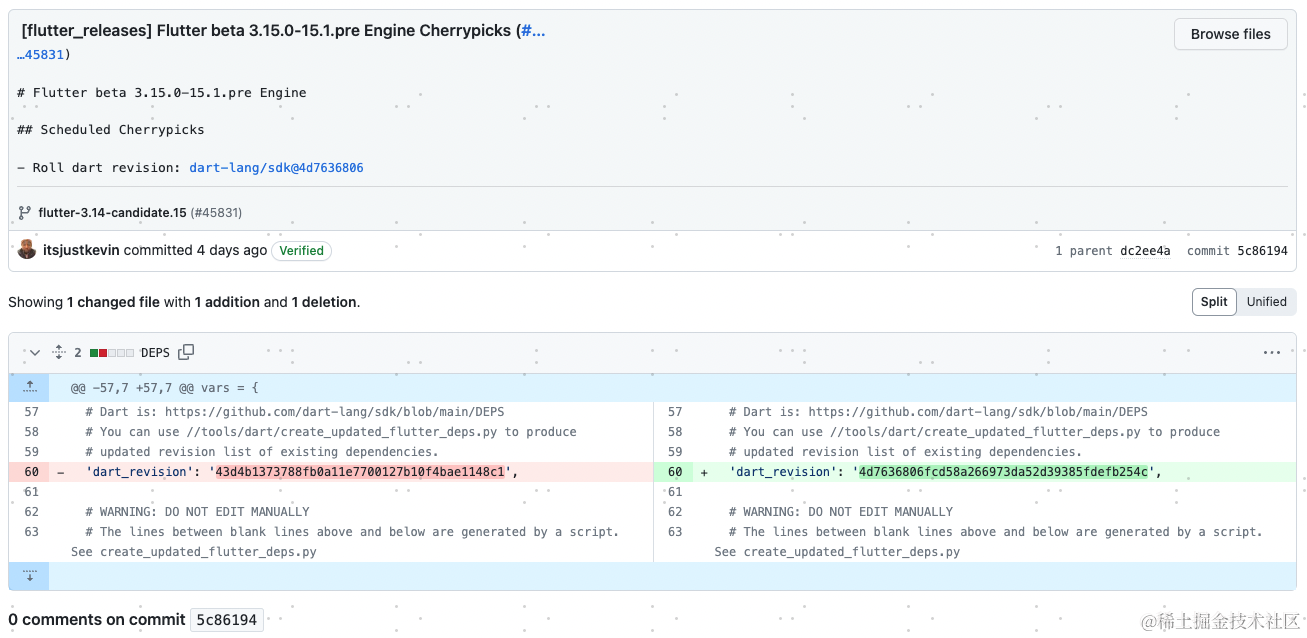 [flutter_releases] Flutter beta 3.15.0-15.1.pre Engine Cherrypicks (#…
Browse files
…45831)
# Flutter beta 3.15.0-15.1.pre Engine
## Scheduled Cherrypicks
- Roll dart revision: dart-lang/sdk@4d7636806
flutter-3.14-candidate.15 (#45831)
itsjustkevin committed 4 days ago Verified
1 parent dc2ee4a commit 5c86194
Showing 1 changed file with 1 addition and 1 deletion.
Split Unified
2 DEPS
@@ -57,7 +57,7 @@ vars = {
57 # Dart is: https://github.com/dart-lang/sdk/blob/main/DEPS
58 # You can use //tools/dart/create_updated_flutter_deps.py to produce
59 # updated revision list of existing dependencies.
60 - 'dart_revision': '43d4b1373788fb0a11e7700127b10f4bae1148c1',
61
62 # WARNING: DO NOT EDIT MANUALLY
63 # The lines between blank lines above and below are generated by a script.
See create_updated_flutter_deps.py
57 # Dart is: https://github.com/dart-lang/sdk/blob/main/DEPS
58 # You can use //tools/dart/create_updated_flutter_deps.py to produce
59 # updated revision list of existing dependencies.
60 + 'dart_revision': '4d7636806fcd58a266973da52d39385fdefb254c',
61
62 # WARNING: DO NOT EDIT MANUALLY
63 # The lines between blank lines above and below are generated by a script.
See create_updated_flutter_deps.py
0 comments on commit 5c86194
@稀土掘金技术社区